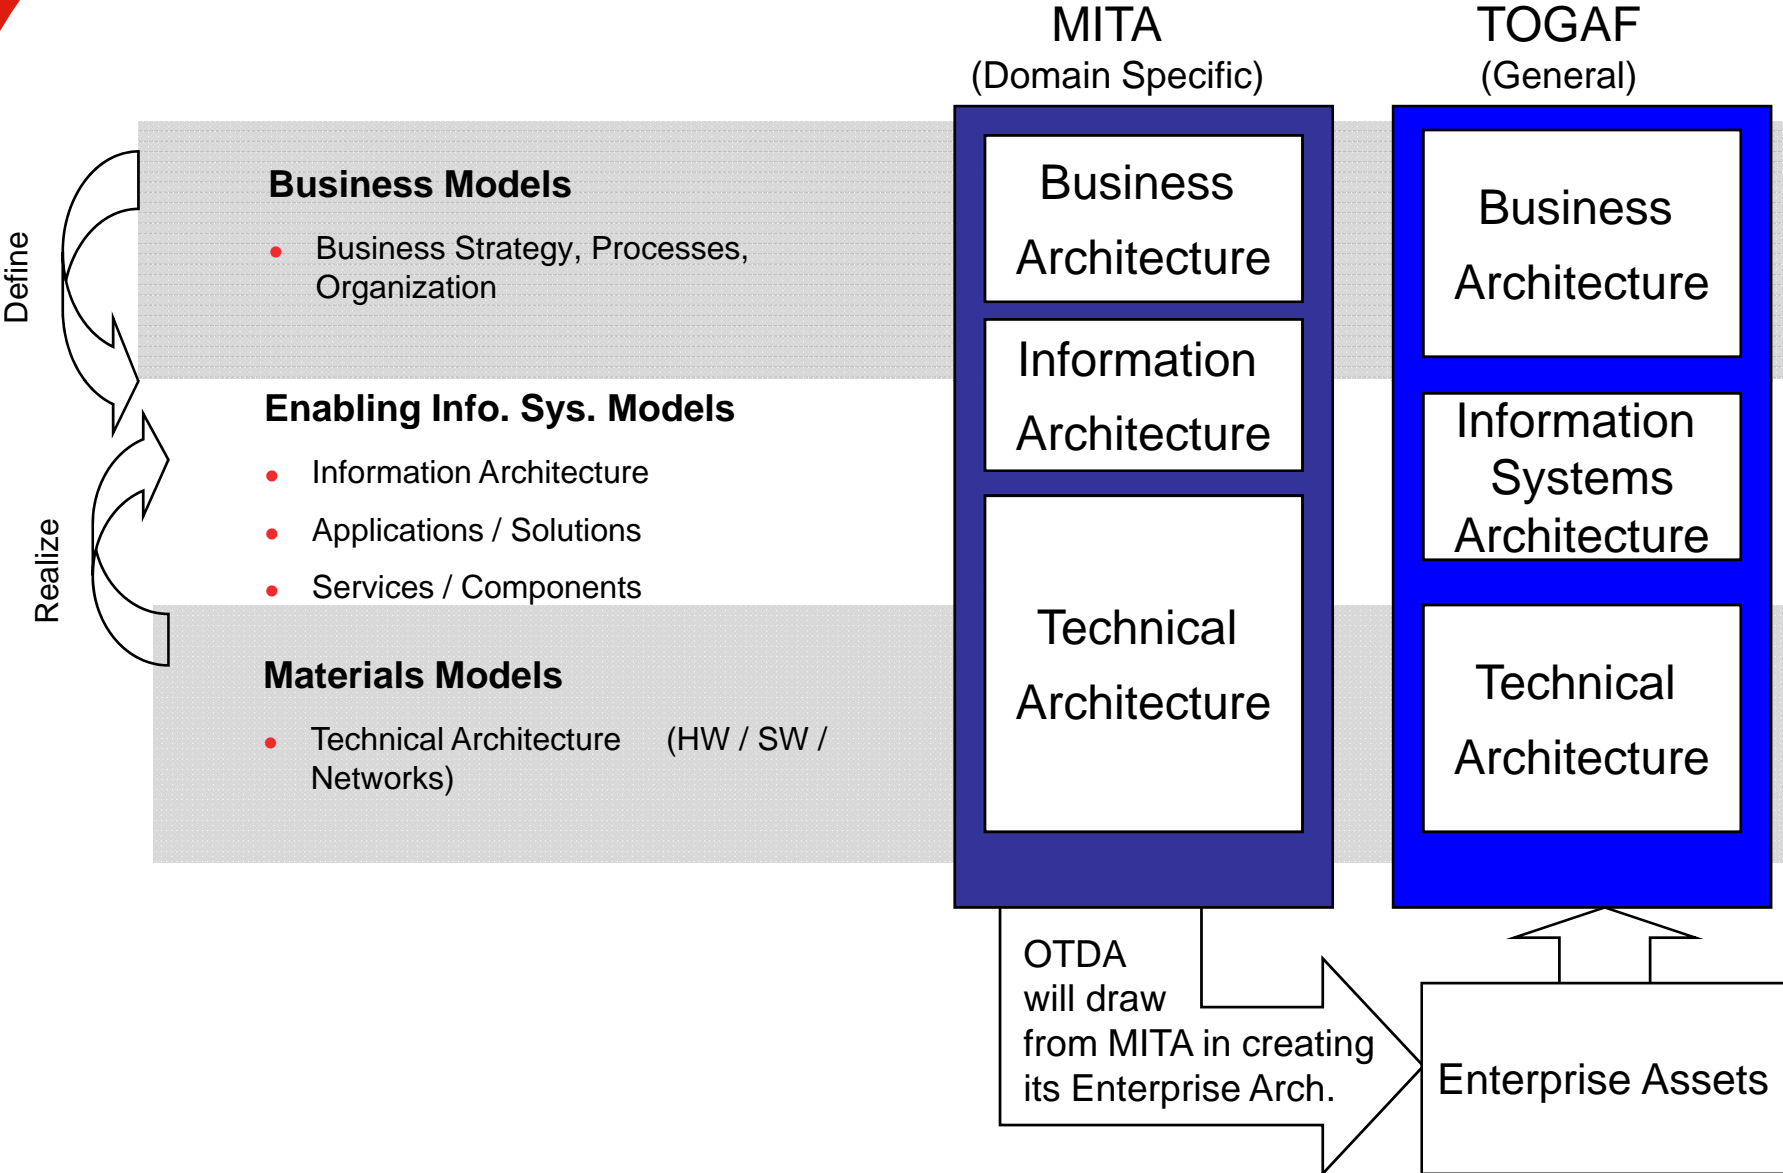 MITA
(Domain Specific)
TOGAF
(General)
Define
Realize
Business Models
• Business Strategy, Processes,
Organization
Enabling Info. Sys. Models
• Information Architecture
• Applications / Solutions
• Services / Components
Materials Models
• Technical Architecture (HW / SW /
Networks)
Business
Architecture
Information
Architecture
Technical
Architecture
Business
Architecture
Information
Systems
Architecture
Technical
Architecture
OTDA
will draw
from MITA in creating
its Enterprise Arch.
Enterprise Assets